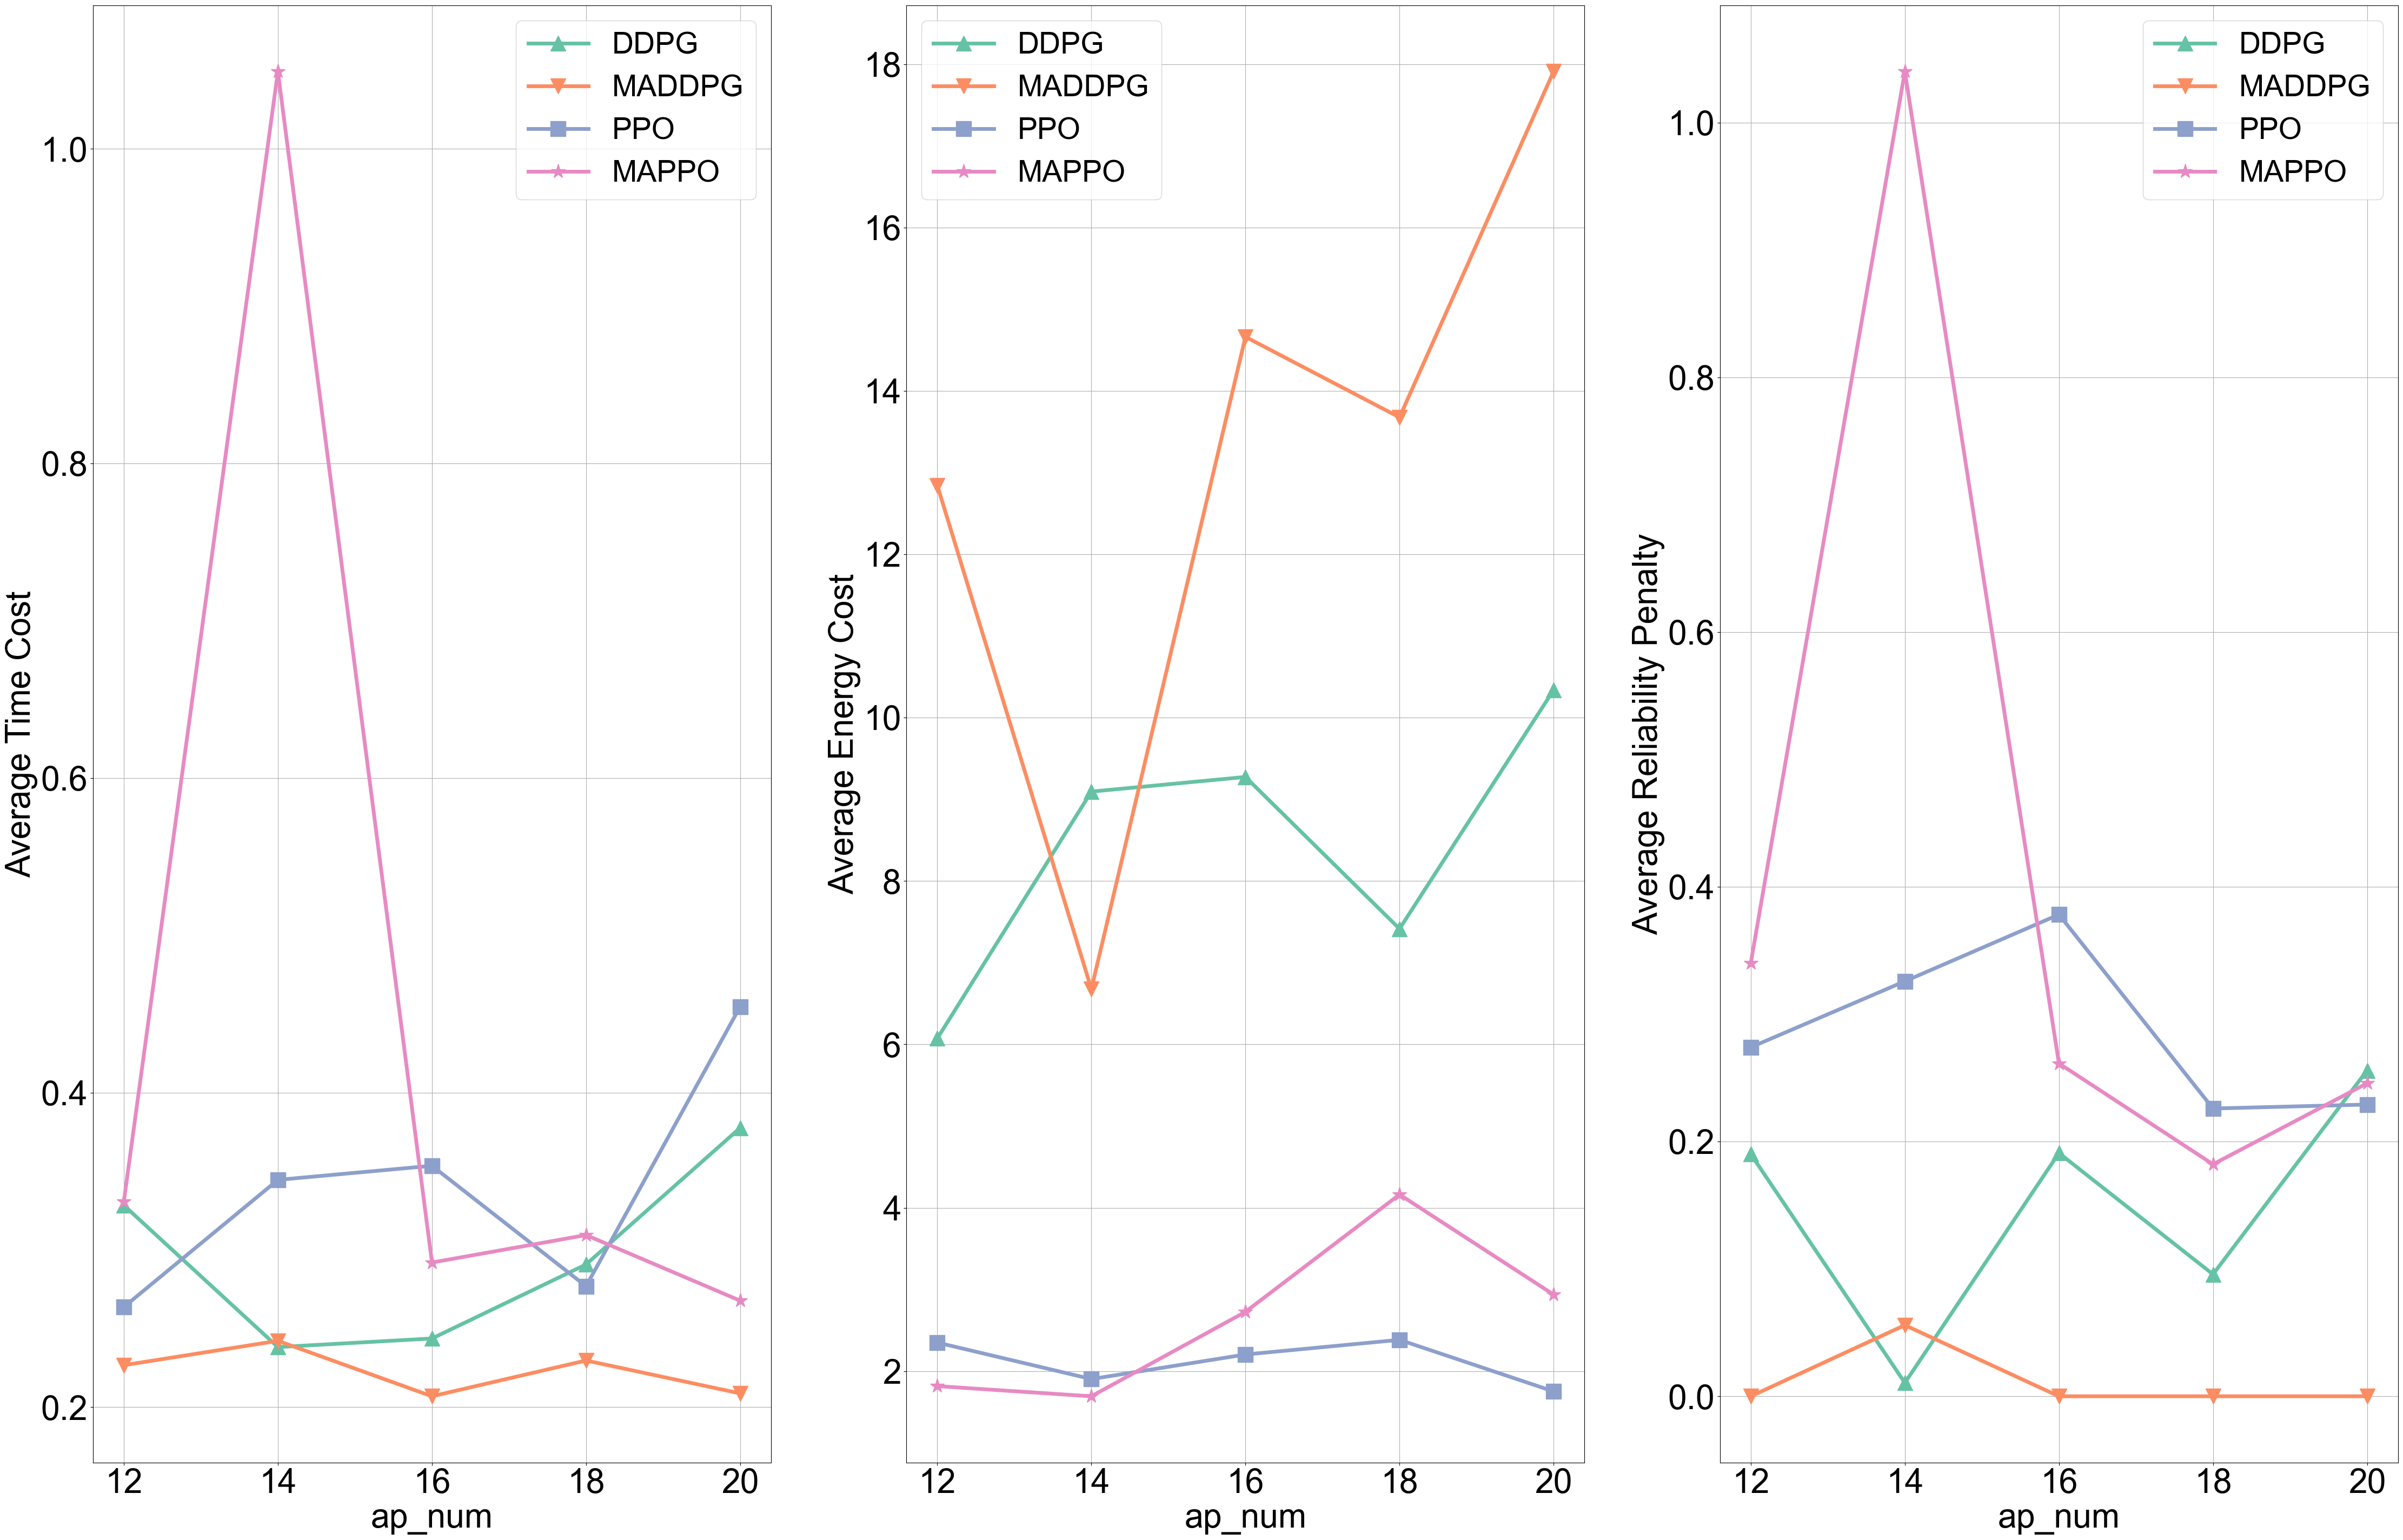 Average Time Cost
1.0
0.8
0.6
0.4
0.2
12 14 16 18 20
ap_num
DDPG
MADDPG
PPO
MAPPO
Average Energy Cost
18
16
14
12
10
8
6
4
2
12 14 16 18 20
ap_num
DDPG
MADDPG
PPO
MAPPO
Average Reliability Penalty
1.0
0.8
0.6
0.4
0.2
0.0
12 14 16 18 20
ap_num
DDPG
MADDPG
PPO
MAPPO